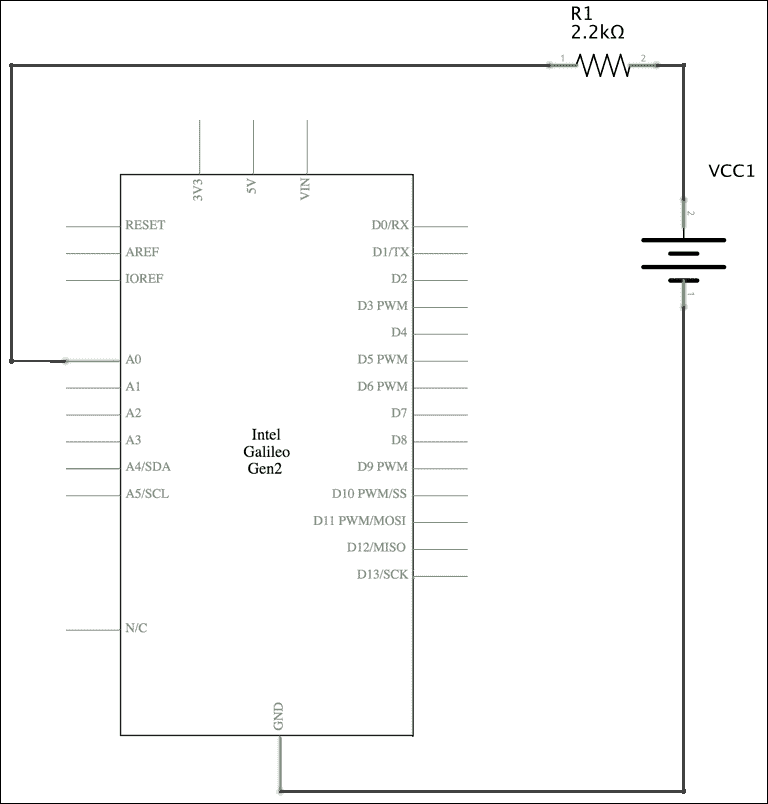 R1
2.2kΩ
1
2
VCC1
2
1
3V3
5V
VIN
RESET
AREF
IOREF
A0
A1
A2
A3
A4/SDA
A5/SCL
N/C
D0/RX
D1/TX
D2
D3 PWM
D4
D5 PWM
D6 PWM
D7
D8
D9 PWM
D10 PWM/SS
D11 PWM/MOSI
D12/MISO
D13/SCK
Intel
Galileo
Gen2
GND